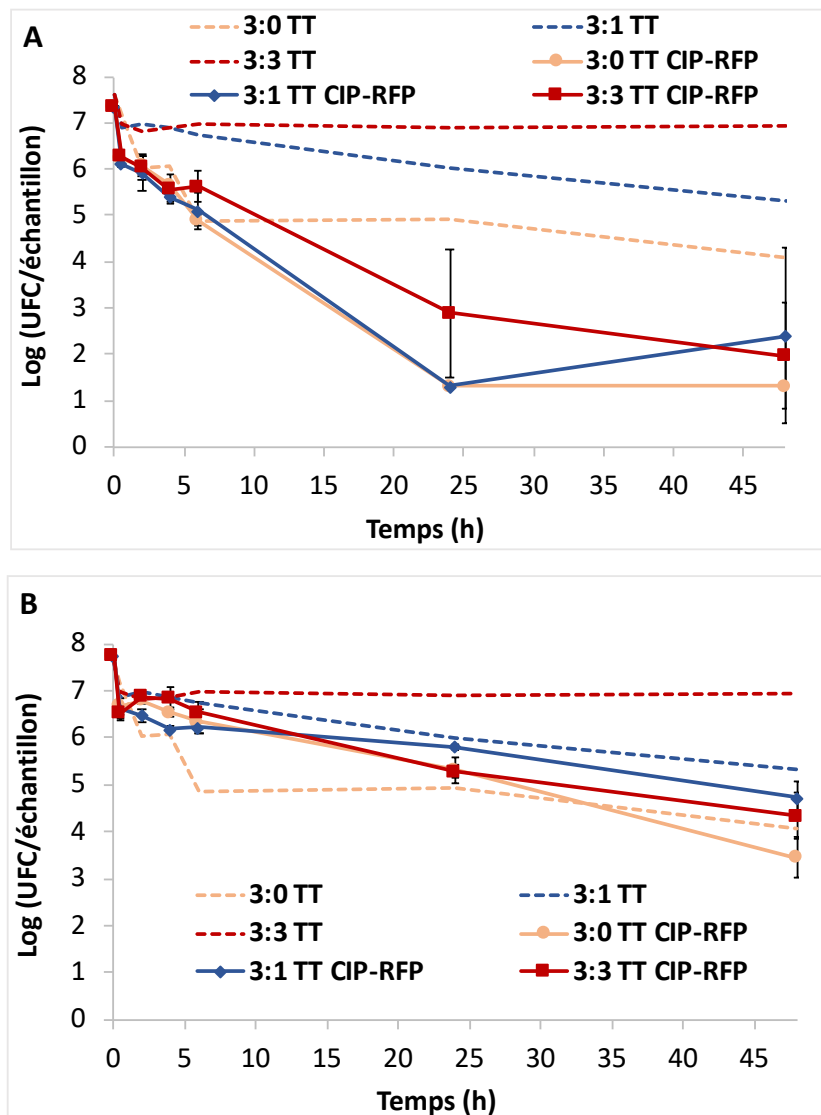 A
3:0 TT
3:1 TT
3:3 TT
3:0 TT CIP-RFP
3:1 TT CIP-RFP
3:3 TT CIP-RFP
Log (UFC/échantillon)
8
7
6
5
4
3
2
1
0
0 5 10 15 20 25 30 35 40 45
Temps (h)
B
Log (UFC/échantillon)
8
7
6
5
4
3
2
1
0
3:0 TT
3:1 TT
3:3 TT
3:0 TT CIP-RFP
3:1 TT CIP-RFP
3:3 TT CIP-RFP
0 5 10 15 20 25 30 35 40 45
Temps (h)